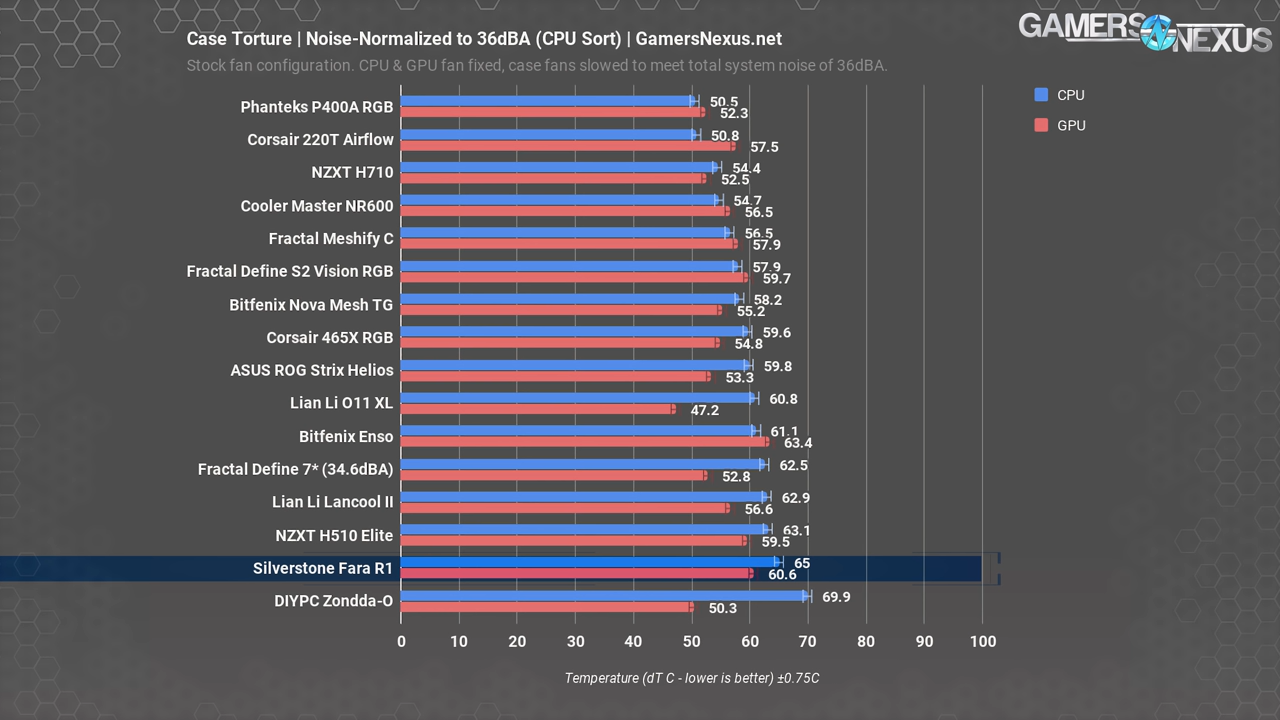 Case Torture | Noise-Normalized to 36dBA (CPU Sort) | GamersNexus.net
GAMERS NEXUS
Stock fan configuration. CPU & GPU fan fixed, case fans slowed to meet total system noise of 36dBA.
CPU
GPU
Phanteks P400A RGB 50.5
52.3
Corsair 220T Airflow 50.8
57.5
NZXT H710 54.4
52.5
Cooler Master NR600 54.7
56.5
Fractal Meshify C 56.5
57.9
Fractal Define S2 Vision RGB 57.9
59.7
Bitfenix Nova Mesh TG 58.2
55.2
Corsair 465X RGB 59.6
54.8
ASUS ROG Strix Helios 59.8
53.3
Lian Li O11 XL 60.8
47.2
Bitfenix Enso 61.1
63.4
Fractal Define 7* (34.6dBA) 62.5
52.8
Lian Li Lancool II 62.9
56.6
NZXT H510 Elite 63.1
59.5
Silverstone Fara R1 65
60.6
DIYPC Zondda-O 69.9
50.3
0 10 20 30 40 50 60 70 80 90 100
Temperature (dT C - lower is better) ±0.75C